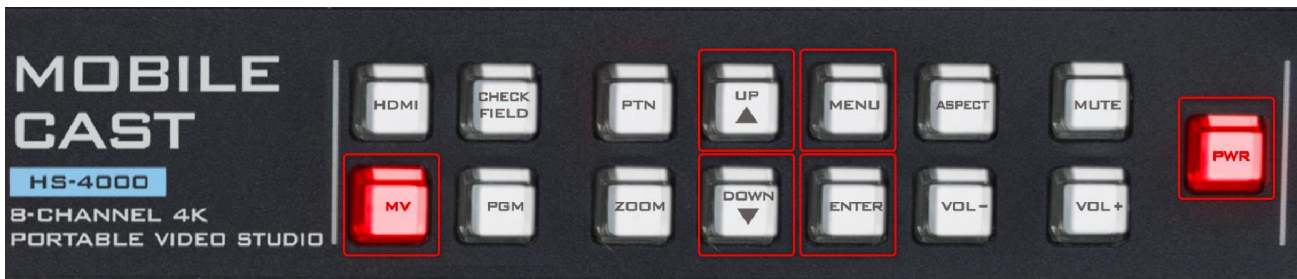 MOBILE
CAST
HS-4000
8-CHANNEL 4K
PORTABLE VIDEO STUDIO
HDMI
CHECK
FIELD
PTN
UP
MENU
ASPECT
MUTE
MV
PGM
ZOOM
DOWN
ENTER
VOL-
VOL+
PWR